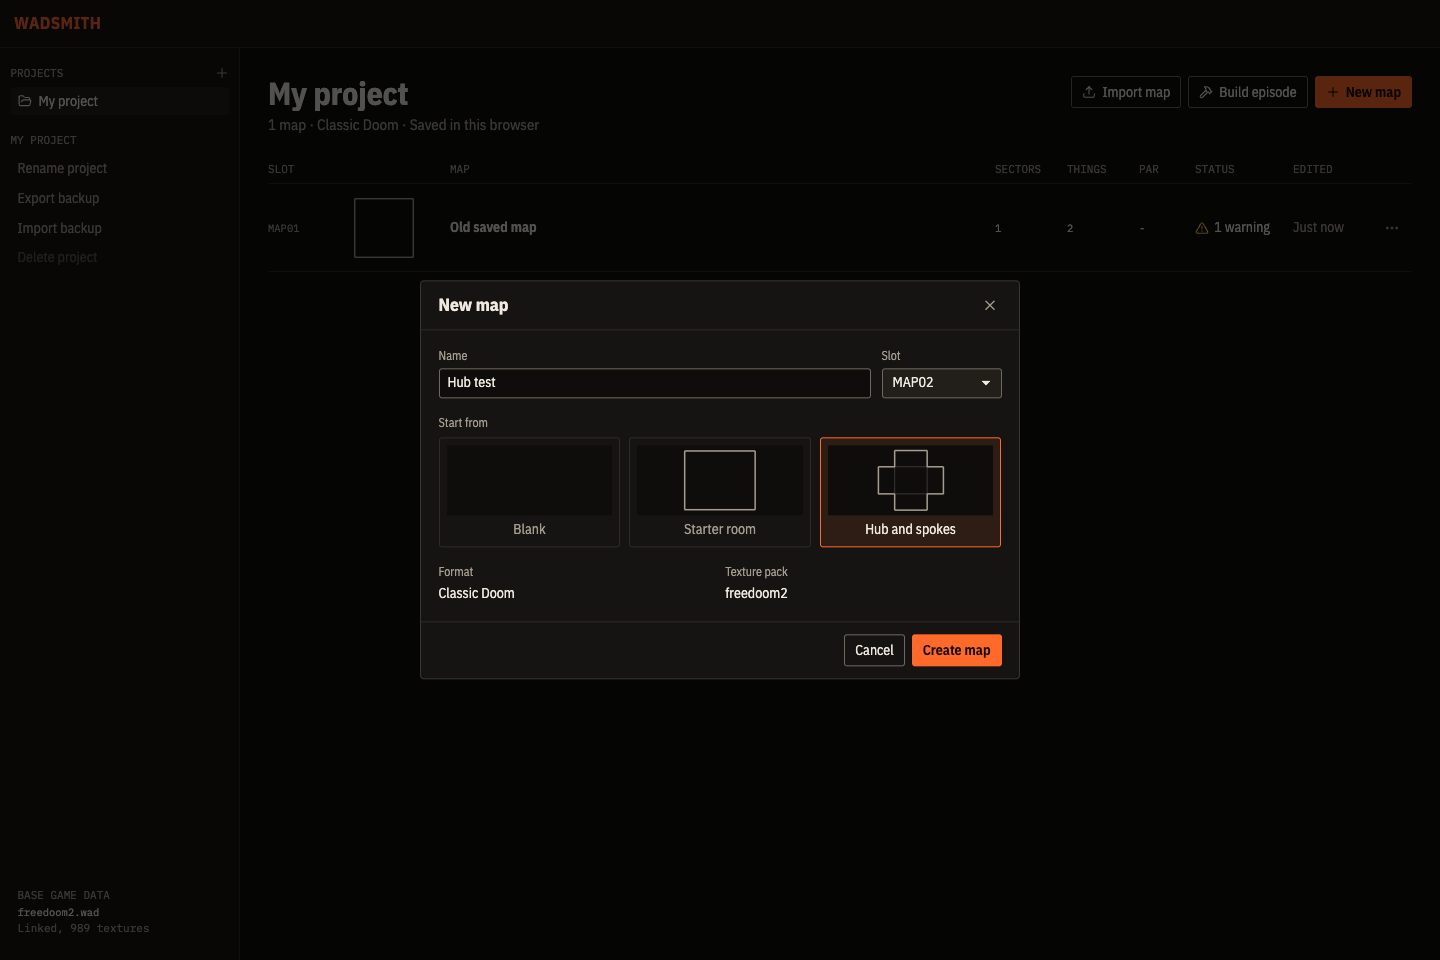 WADSMITH
PROJECTS
My project
MY PROJECT
Rename project
Export backup
Import backup
Delete project
BASE GAME DATA
freedoom2.wad
Linked, 989 textures
My project
1 map · Classic Doom · Saved in this browser
Import map
Build episode
New map
SLOT MAP SECTORS THINGS PAR STATUS EDITED
MAP01 Old saved map 1 2 - 1 warning Just now
New map
Name
Hub test
Slot
MAP02
Start from
Blank
Starter room
Hub and spokes
Format
Classic Doom
Texture pack
freedoom2
Cancel
Create map